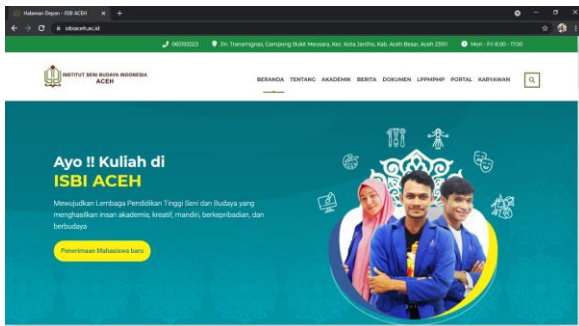 Halaman Depan - ISBI ACEH
isbiaceh.ac.id
065192023
Jln. Transmigrasi, Gampong Bukit Meusara, Kec. Kota Jantho, Kab. Aceh Besar, Aceh 23911
Mon - Fri 8:00 - 17:00
INSTITUT SENI BUDAYA INDONESIA
ACEH
BERANDA TENTANG AKADEMIK BERITA DOKUMEN LPPMPMP PORTAL KARYAWAN
Ayo !! Kuliah di
ISBI ACEH
Mewujudkan Lembaga Pendidikan Tinggi Seni dan Budaya yang
menghasilkan insan akademis, kreatif, mandiri, berkepribadian, dan
berbudaya
Penerimaan Mahasiswa baru